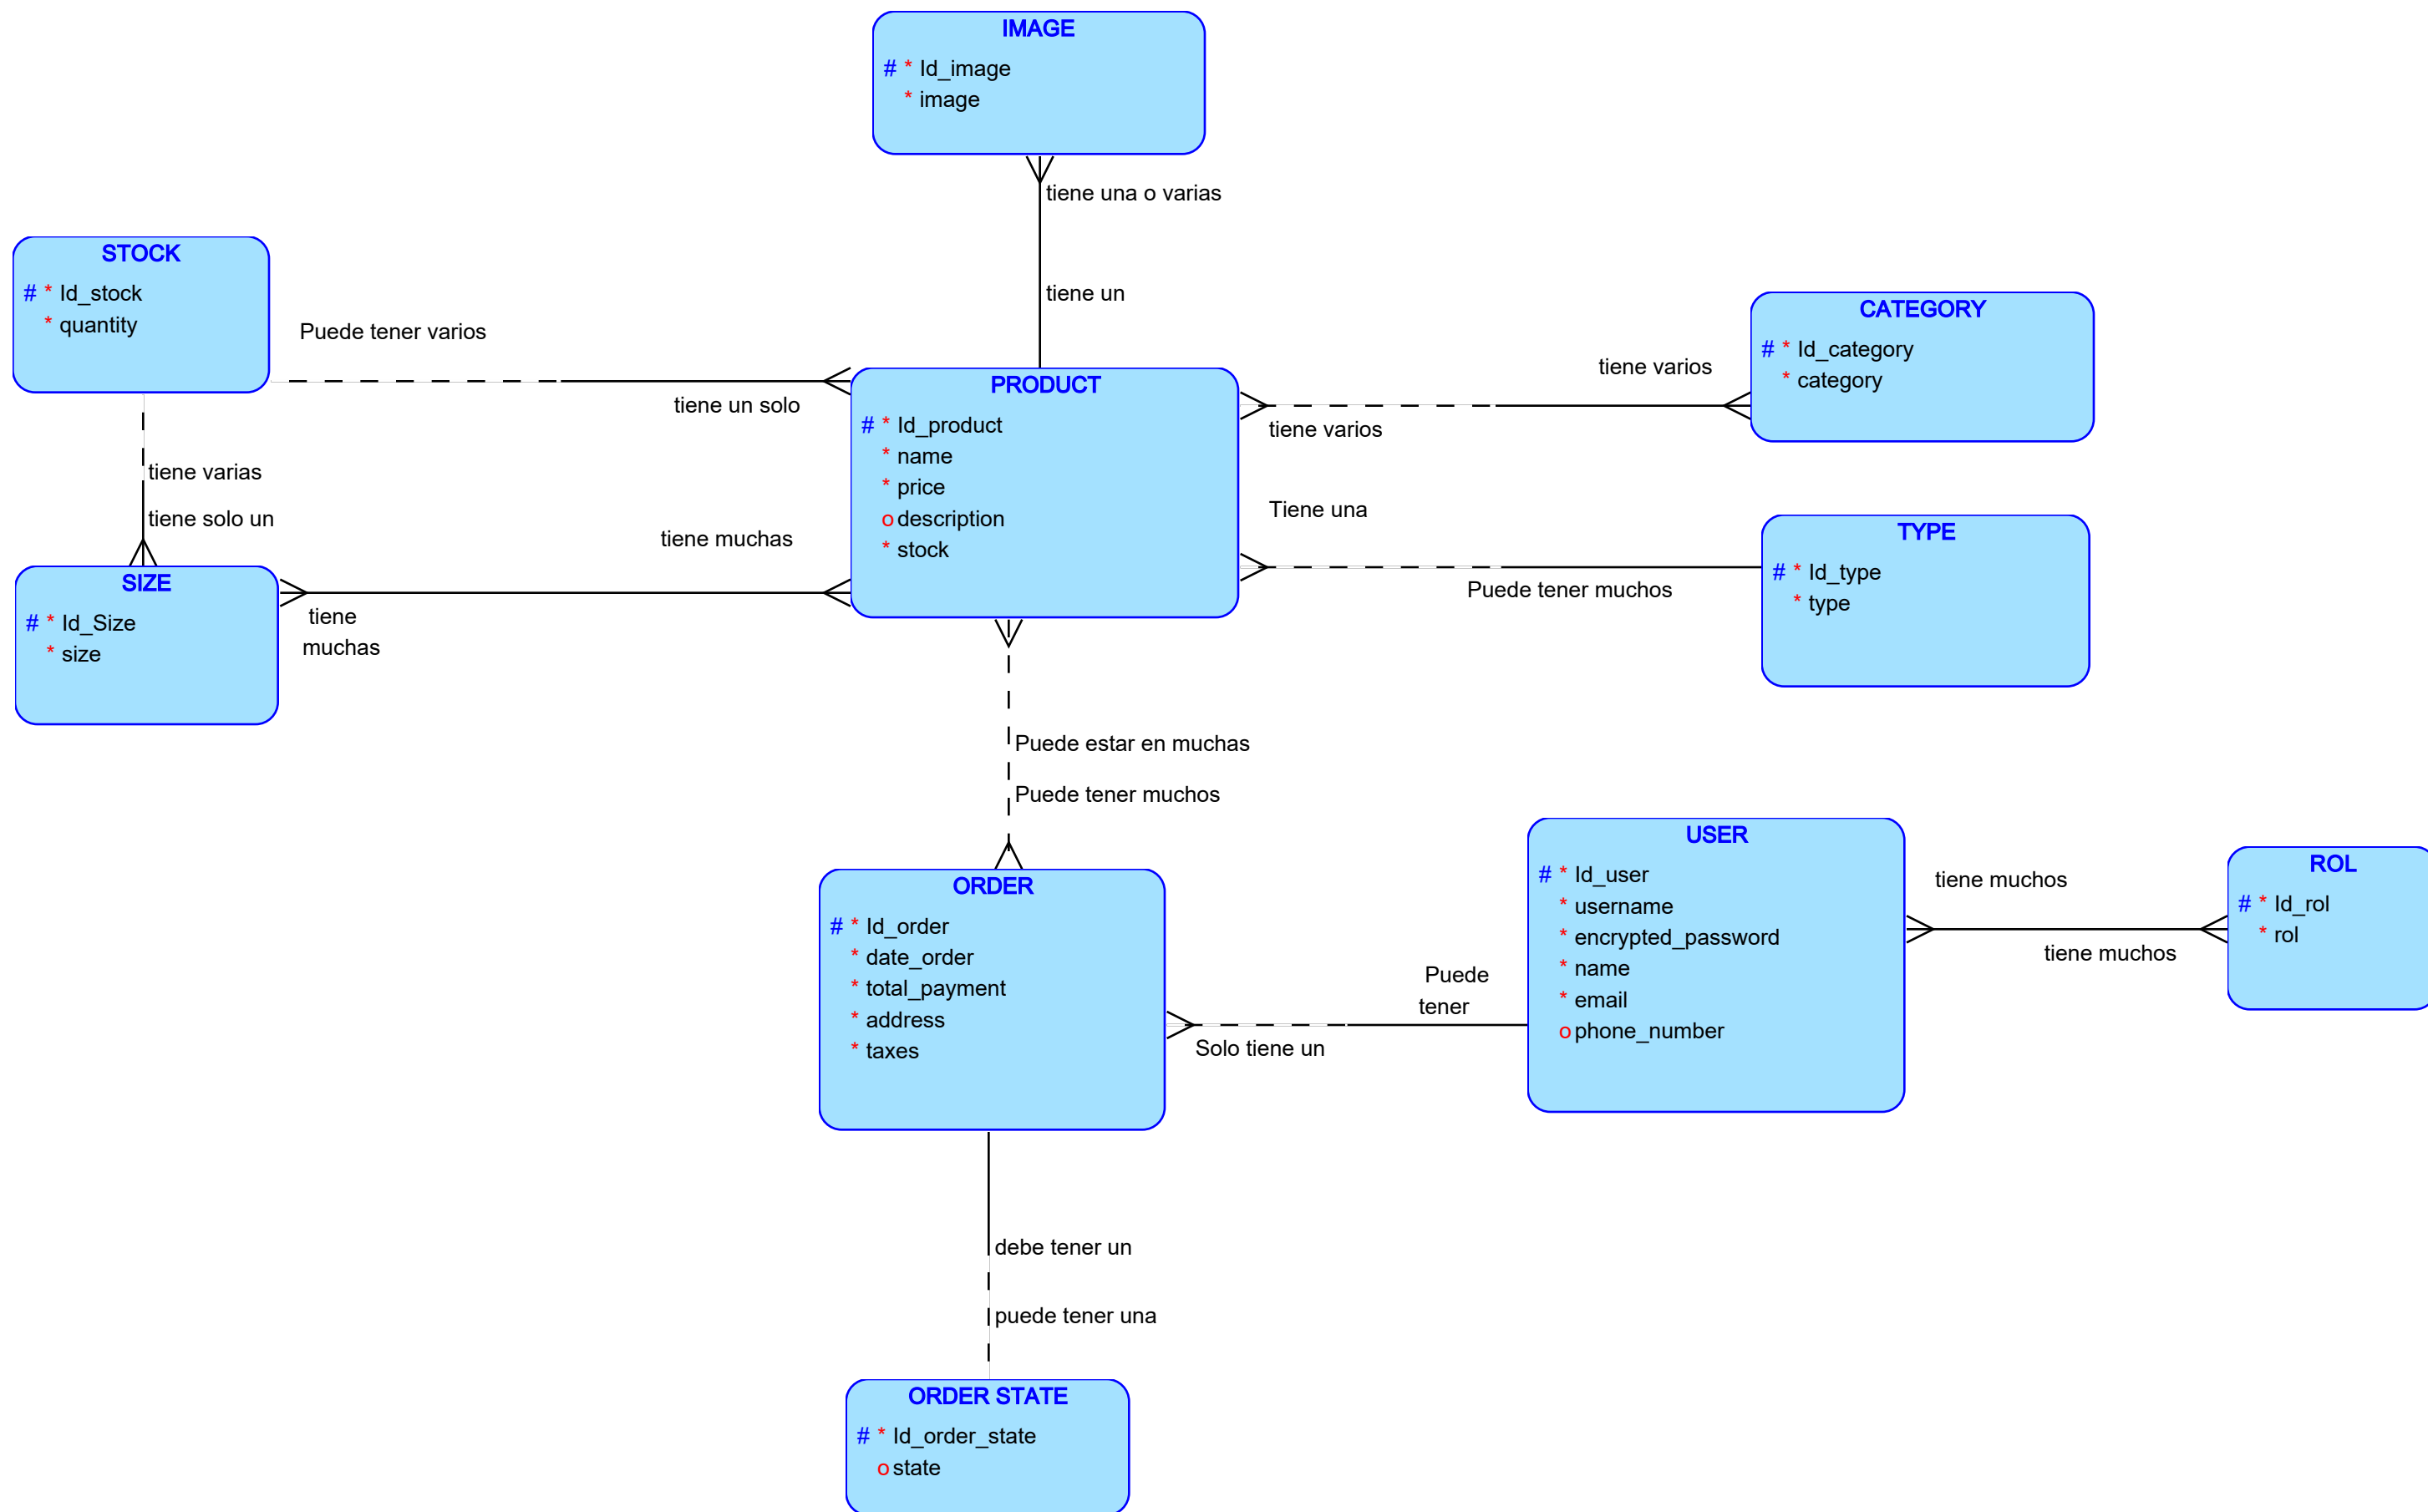 IMAGE
# * Id_image
* image
tiene una o varias
tiene un
STOCK
# * Id_stock
* quantity
Puede tener varios
tiene un solo
tiene varias
tiene solo un
SIZE
# * Id_Size
* size
tiene muchas
tiene
muchas
PRODUCT
# * Id_product
* name
* price
o description
* stock
tiene varios
tiene varios
CATEGORY
# * Id_category
* category
Tiene una
Puede tener muchos
TYPE
# * Id_type
* type
Puede estar en muchas
Puede tener muchos
ORDER
# * Id_order
* date_order
* total_payment
* address
* taxes
Puede
tener
Solo tiene un
USER
# * Id_user
* username
* encrypted_password
* name
* email
o phone_number
tiene muchos
tiene muchos
ROL
# * Id_rol
* rol
debe tener un
puede tener una
ORDER STATE
# * Id_order_state
o state